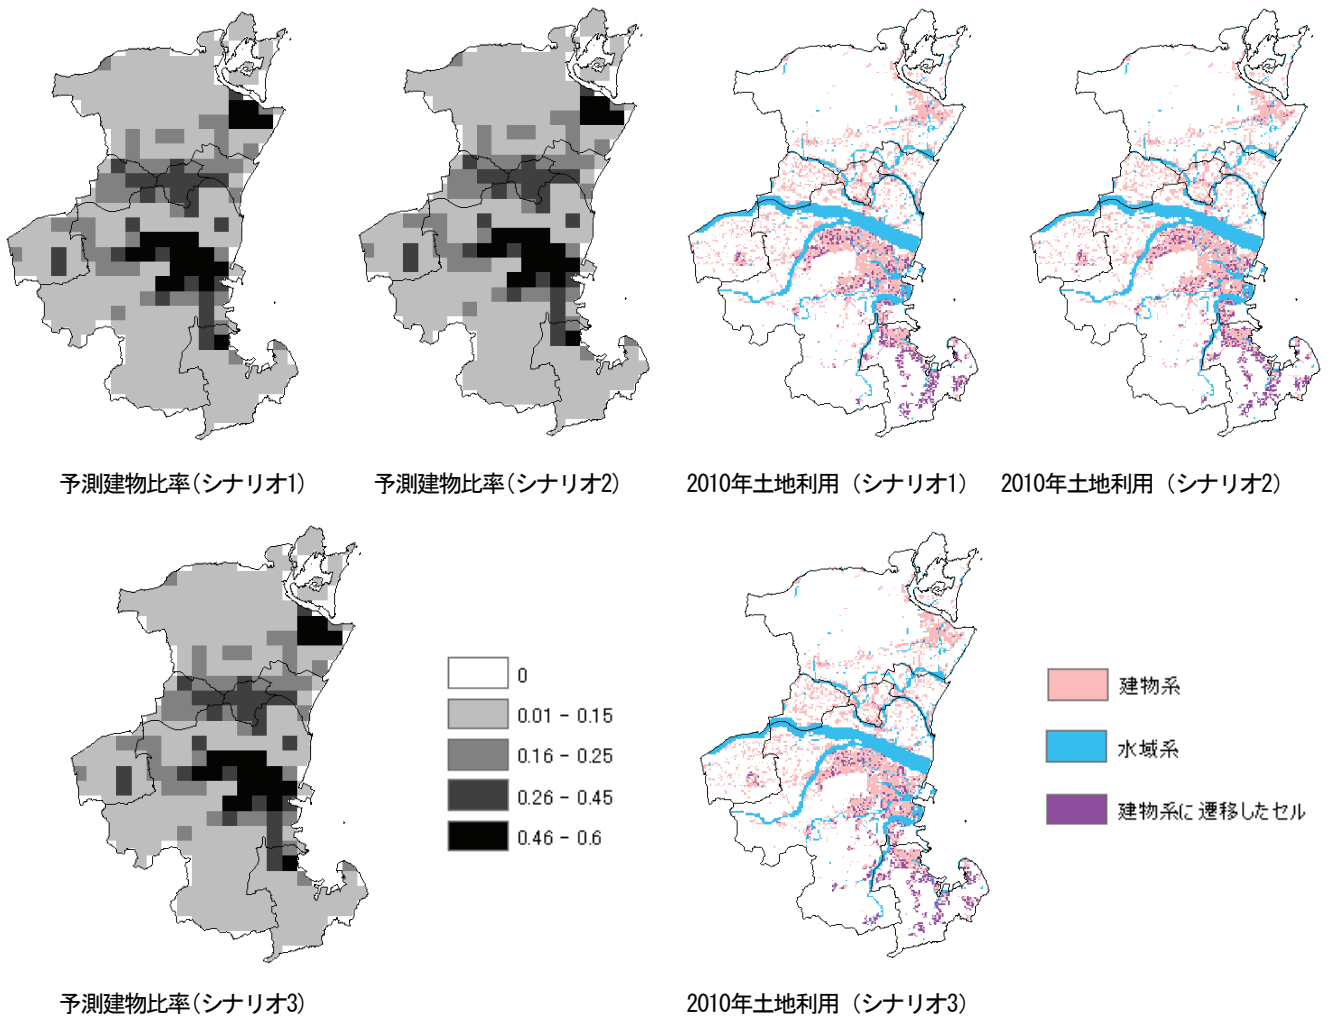 予測建物比率(シナリオ1)
予測建物比率(シナリオ2)
2010年土地利用 (シナリオ1)
2010年土地利用 (シナリオ2)
0
0.01 - 0.15
0.16 - 0.25
0.26 - 0.45
0.46 - 0.6
建物系
水域系
建物系に遷移したセル
予測建物比率(シナリオ3)
2010年土地利用 (シナリオ3)